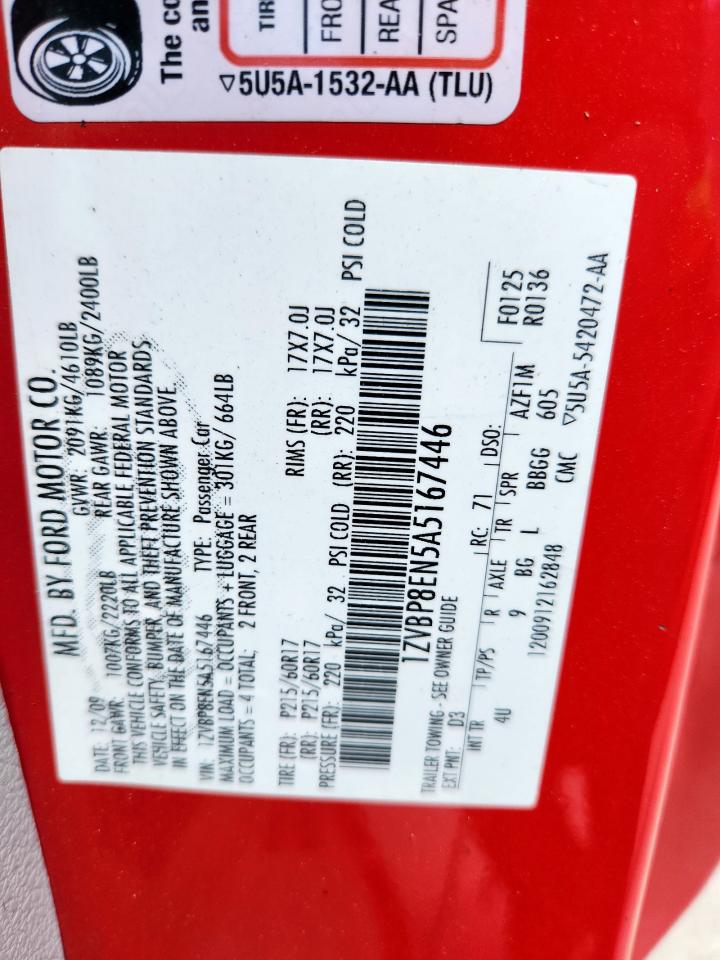 The co
an
TIR
FRO
REA
SPA
▽5U5A-1532-AA (TLU)
MFD. BY FORD MOTOR CO.
DATE: 12/09 GVWR: 2091KG/4610LB
FRONT GAWR: 1007KG/2220LB REAR GAWR: 1089KG/2400LB
THIS VEHICLE CONFORMS TO ALL APPLICABLE FEDERAL MOTOR
VEHICLE SAFETY, BUMPER, AND THEFT PREVENTION STANDARDS
IN EFFECT ON THE DATE OF MANUFACTURE SHOWN ABOVE.
VIN: 1ZVBP8EN5A5167446 TYPE: Passenger Car
MAXIMUM LOAD = OCCUPANTS + LUGGAGE = 301KG/ 664LB
OCCUPANTS = 4 TOTAL; 2 FRONT, 2 REAR
TIRE (FR): P215/60R17 RIMS (FR): 17X7.0J
(RR): P215/60R17 (RR): 17X7.0J
PRESSURE (FR): 220 kPa/ 32 PSI COLD (RR): 220 kPa/ 32 PSI COLD
1ZVBP8EN5A5167446
TRAILER TOWING - SEE OWNER GUIDE F0125
EXT PNT: D3 RC: 71 DSO: R0136
INT TR TP/PS R AXLE TR SPR AZF1M
4U 9 BG L BBGG 605
1200912162848 CMC ▽5U5A-5420472-AA